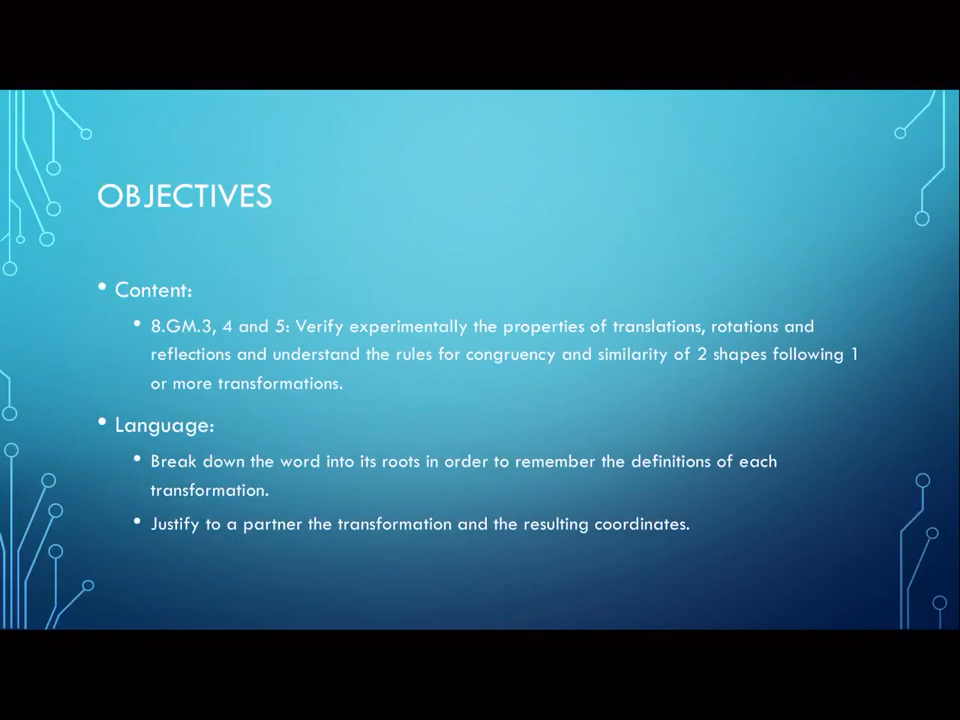 OBJECTIVES
• Content:
• 8.GM.3, 4 and 5: Verify experimentally the properties of translations, rotations and
reflections and understand the rules for congruency and similarity of 2 shapes following 1
or more transformations.
• Language:
• Break down the word into its roots in order to remember the definitions of each
transformation.
• Justify to a partner the transformation and the resulting coordinates.